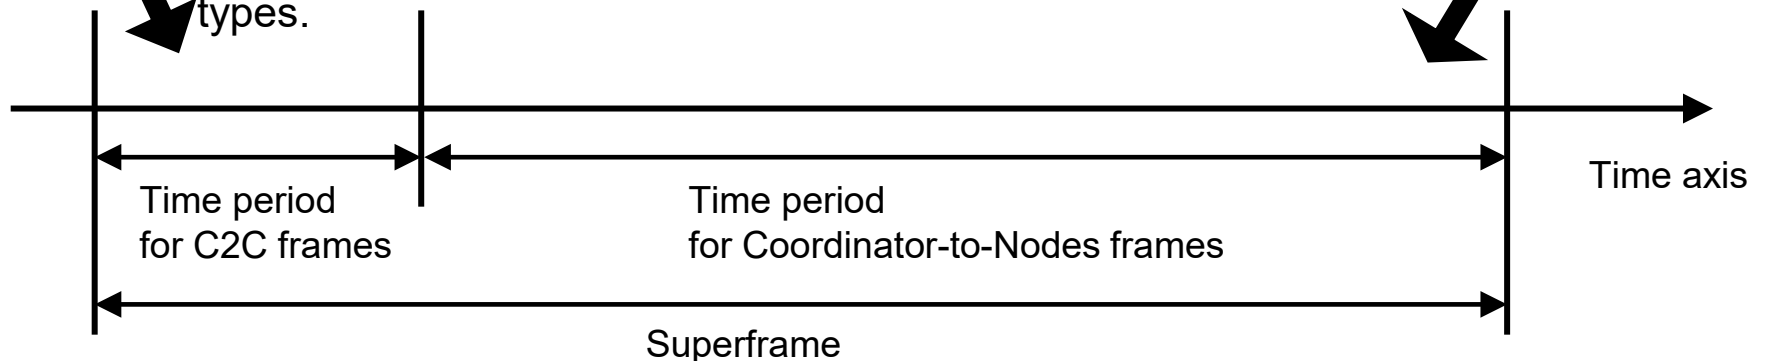 types.
Time axis
Time period
for C2C frames
Time period
for Coordinator-to-Nodes frames
Superframe